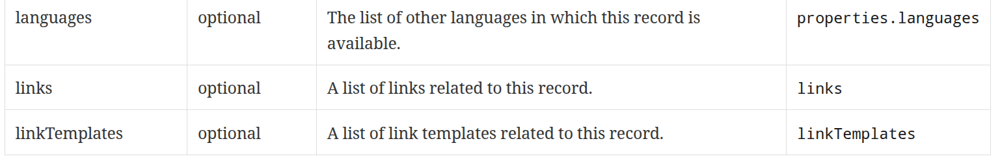 languages optional The list of other languages in which this record is properties.languages
available.
links optional A list of links related to this record. links
linkTemplates optional A list of link templates related to this record. linkTemplates